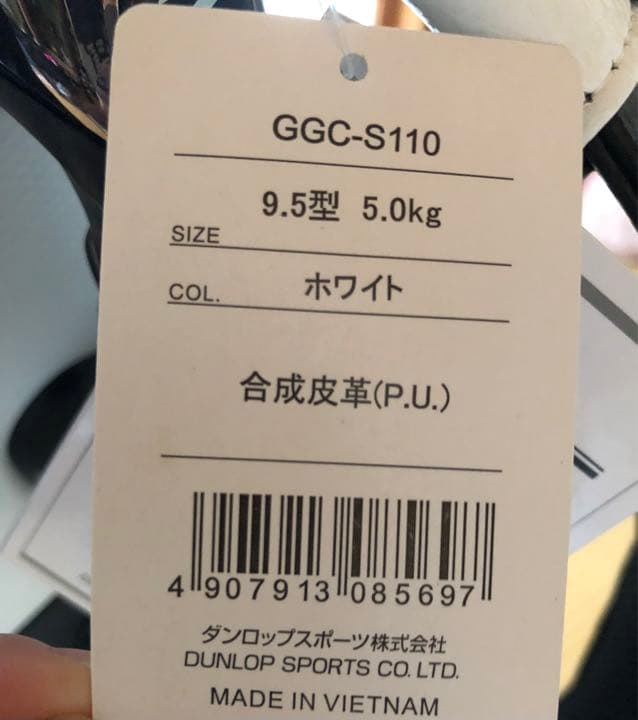 GGC-S110
9.5型 5.0kg
SIZE
COL. ホワイト
合成皮革(P.U.)
4 907913 085697
ダンロップスポーツ株式会社
DUNLOP SPORTS CO. LTD.
MADE IN VIETNAM